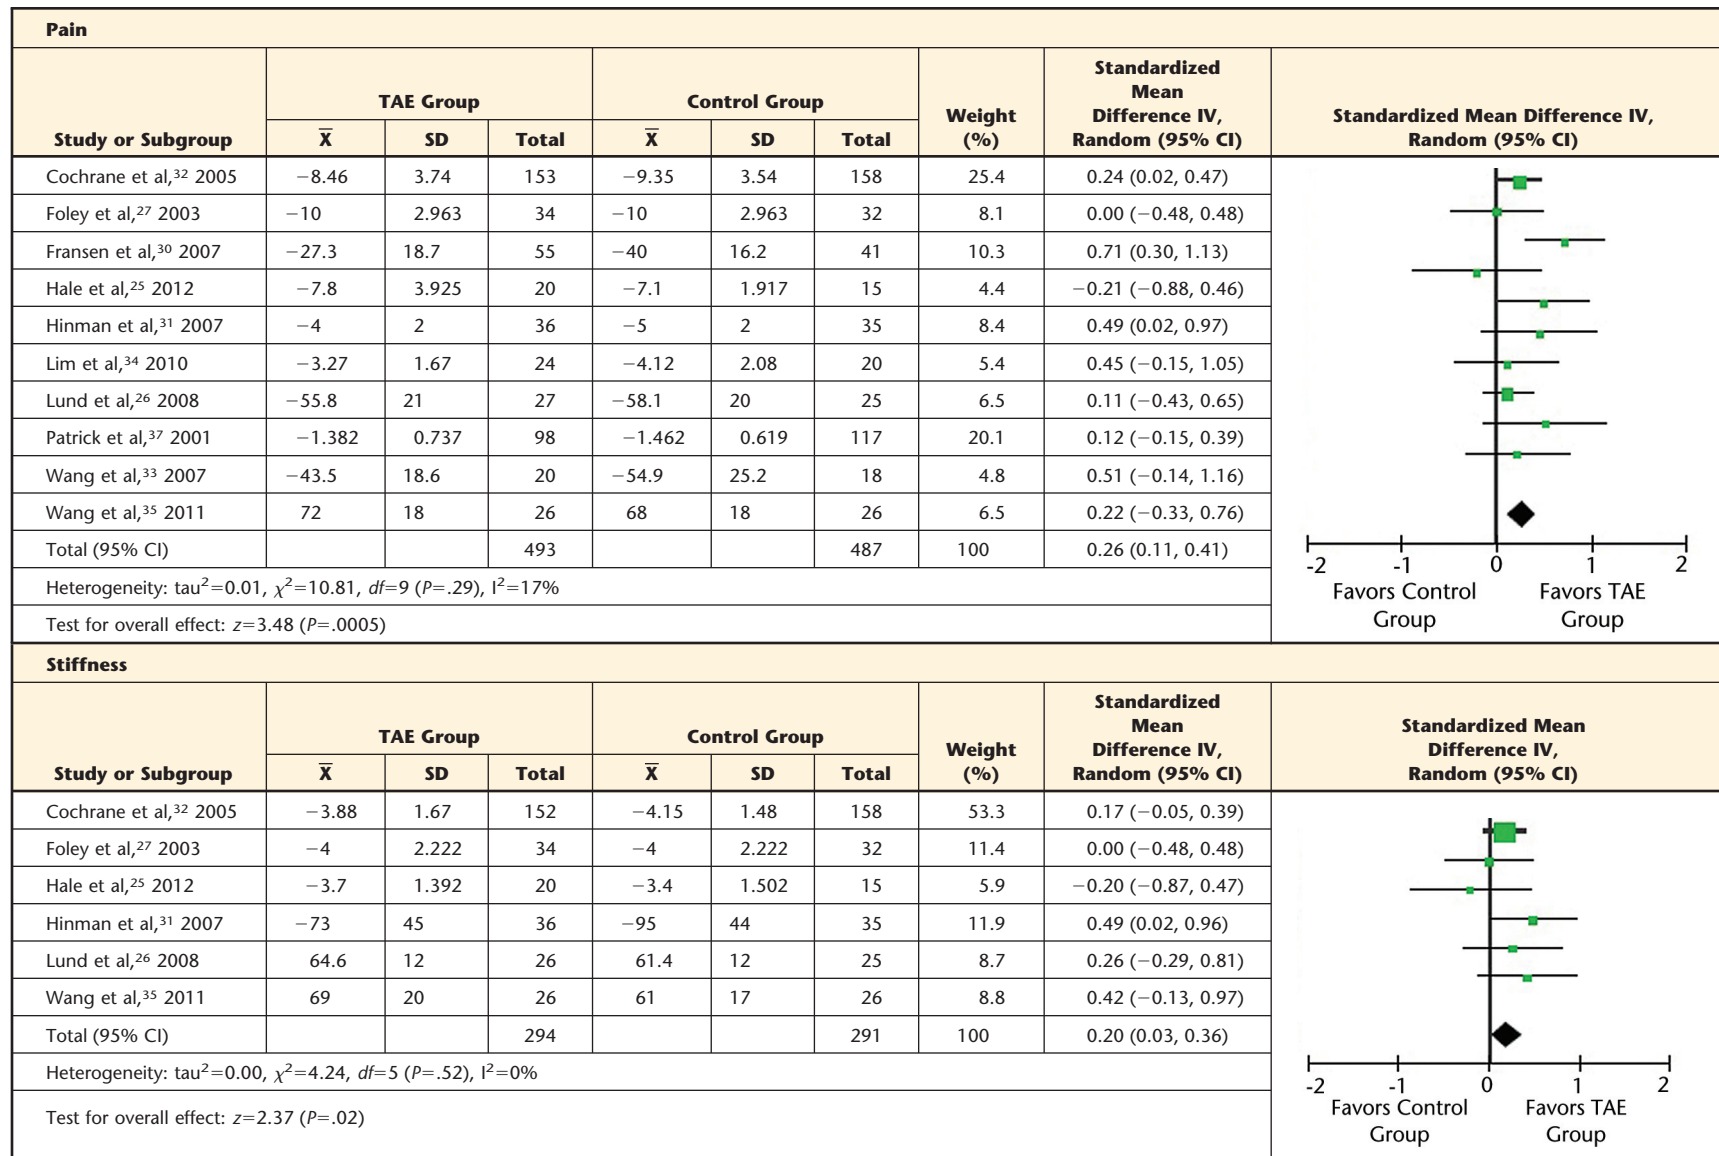 Pain
Study or Subgroup TAE Group Control Group Weight (%) Standardized Mean Difference IV, Random (95% CI) Standardized Mean Difference IV, Random (95% CI)
X̅ SD Total X̅ SD Total
Cochrane et al,³² 2005 −8.46 3.74 153 −9.35 3.54 158 25.4 0.24 (0.02, 0.47)
Foley et al,²⁷ 2003 −10 2.963 34 −10 2.963 32 8.1 0.00 (−0.48, 0.48)
Fransen et al,³⁰ 2007 −27.3 18.7 55 −40 16.2 41 10.3 0.71 (0.30, 1.13)
Hale et al,²⁵ 2012 −7.8 3.925 20 −7.1 1.917 15 4.4 −0.21 (−0.88, 0.46)
Hinman et al,³¹ 2007 −4 2 36 −5 2 35 8.4 0.49 (0.02, 0.97)
Lim et al,³⁴ 2010 −3.27 1.67 24 −4.12 2.08 20 5.4 0.45 (−0.15, 1.05)
Lund et al,²⁶ 2008 −55.8 21 27 −58.1 20 25 6.5 0.11 (−0.43, 0.65)
Patrick et al,³⁷ 2001 −1.382 0.737 98 −1.462 0.619 117 20.1 0.12 (−0.15, 0.39)
Wang et al,³³ 2007 −43.5 18.6 20 −54.9 25.2 18 4.8 0.51 (−0.14, 1.16)
Wang et al,³⁵ 2011 72 18 26 68 18 26 6.5 0.22 (−0.33, 0.76)
Total (95% CI) 493 487 100 0.26 (0.11, 0.41)
Heterogeneity: tau²=0.01, χ²=10.81, df=9 (P=.29), I²=17%
Test for overall effect: z=3.48 (P=.0005)
-2 -1 0 1 2
Favors Control Group Favors TAE Group
Stiffness
Study or Subgroup TAE Group Control Group Weight (%) Standardized Mean Difference IV, Random (95% CI) Standardized Mean Difference IV, Random (95% CI)
X̅ SD Total X̅ SD Total
Cochrane et al,³² 2005 −3.88 1.67 152 −4.15 1.48 158 53.3 0.17 (−0.05, 0.39)
Foley et al,²⁷ 2003 −4 2.222 34 −4 2.222 32 11.4 0.00 (−0.48, 0.48)
Hale et al,²⁵ 2012 −3.7 1.392 20 −3.4 1.502 15 5.9 −0.20 (−0.87, 0.47)
Hinman et al,³¹ 2007 −73 45 36 −95 44 35 11.9 0.49 (0.02, 0.96)
Lund et al,²⁶ 2008 64.6 12 26 61.4 12 25 8.7 0.26 (−0.29, 0.81)
Wang et al,³⁵ 2011 69 20 26 61 17 26 8.8 0.42 (−0.13, 0.97)
Total (95% CI) 294 291 100 0.20 (0.03, 0.36)
Heterogeneity: tau²=0.00, χ²=4.24, df=5 (P=.52), I²=0%
Test for overall effect: z=2.37 (P=.02)
-2 -1 0 1 2
Favors Control Group Favors TAE Group